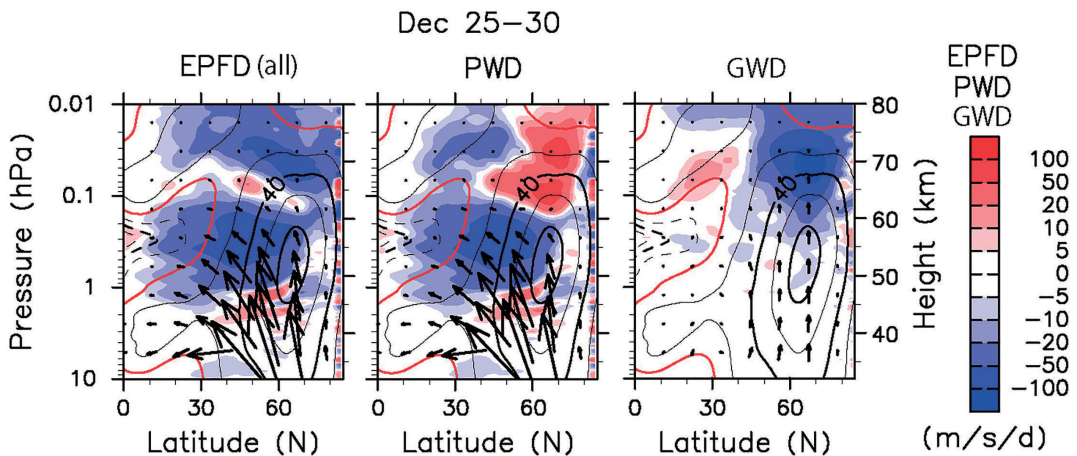 Dec 25–30
EPFD (all)
PWD
GWD
EPFD
PWD
GWD
Pressure (hPa)
0.01
0.1
1
10
40
40
40
80
70
60
50
40
Height (km)
100
50
20
10
5
0
−5
−10
−20
−50
−100
(m/s/d)
0 30 60
0 30 60
0 30 60
Latitude (N)
Latitude (N)
Latitude (N)